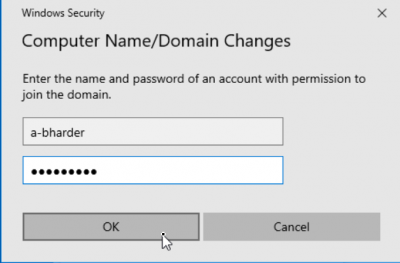 Windows Security
Computer Name/Domain Changes
Enter the name and password of an account with permission to
join the domain.
a-bharder
●●●●●●●●●
OK
Cancel